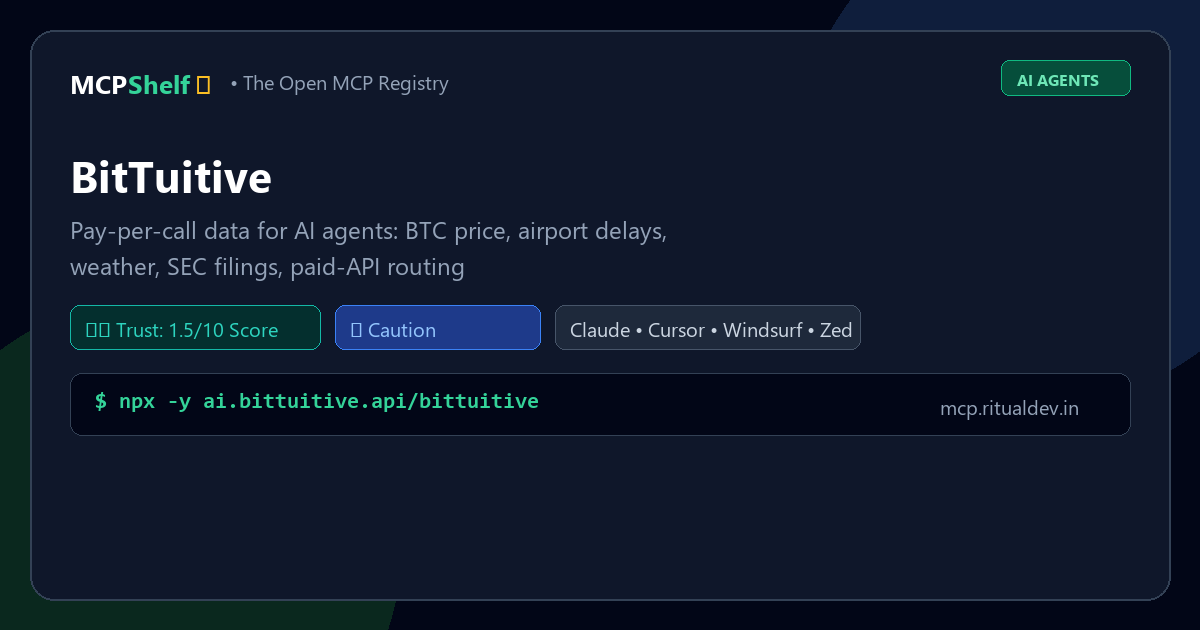 MCPShelf • The Open MCP Registry
AI AGENTS
BitTuitive
Pay-per-call data for AI agents: BTC price, airport delays,
weather, SEC filings, paid-API routing
Trust: 1.5/10 Score
Caution
Claude • Cursor • Windsurf • Zed
$ npx -y ai.bittuitive.api/bittuitive
mcp.ritualdev.in